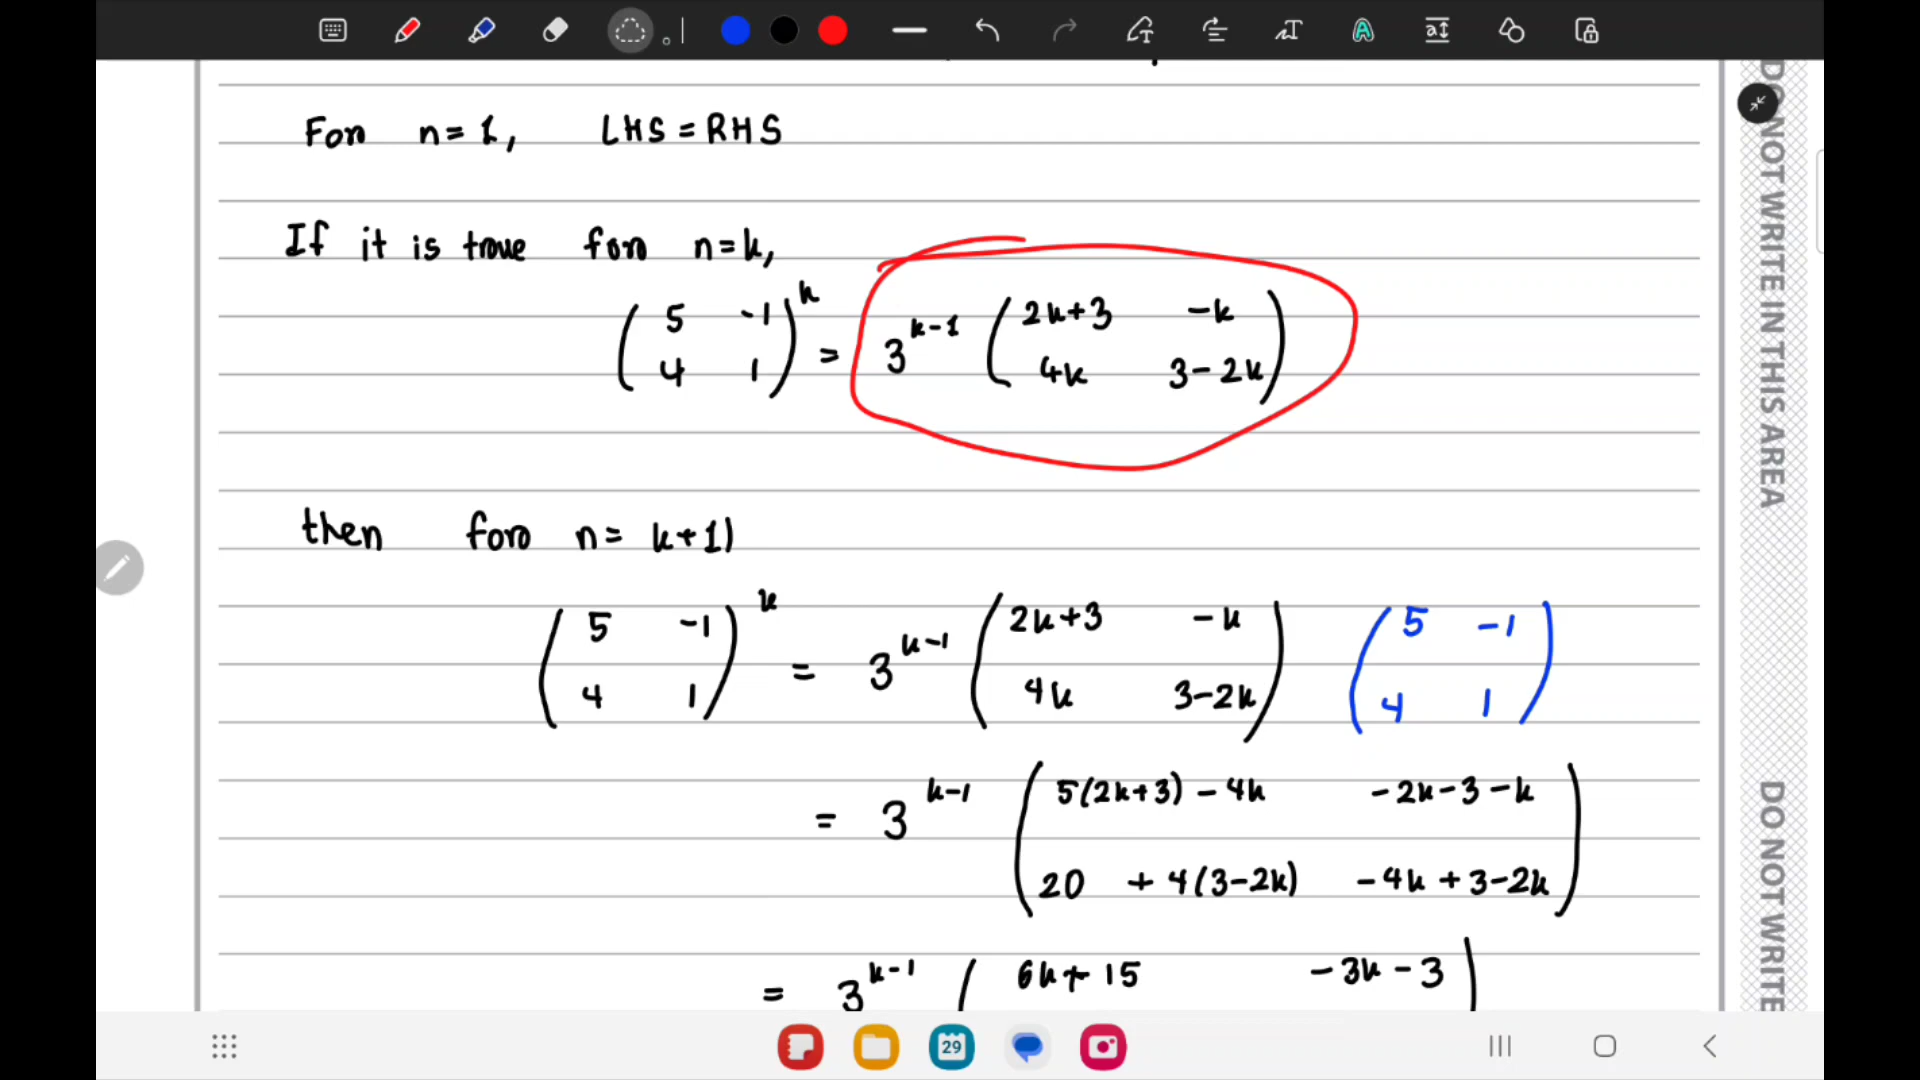 For n=1, LHS = RHS
If it is true for n=k,
( 5 -1 )^k = 3^(k-1) ( 2k+3 -k )
( 4 1 ) ( 4k 3-2k )
then for n= k+1)
( 5 -1 )^k = 3^(k-1) ( 2k+3 -k ) ( 5 -1 )
( 4 1 ) ( 4k 3-2k ) ( 4 1 )
= 3^(k-1) ( 5(2k+3) - 4k -2k-3-k )
( 20 + 4(3-2k) -4k+3-2k )
= 3^(k-1) ( 6k+15 -3k-3 )
DO NOT WRITE IN THIS AREA
DO NOT WRITE
29